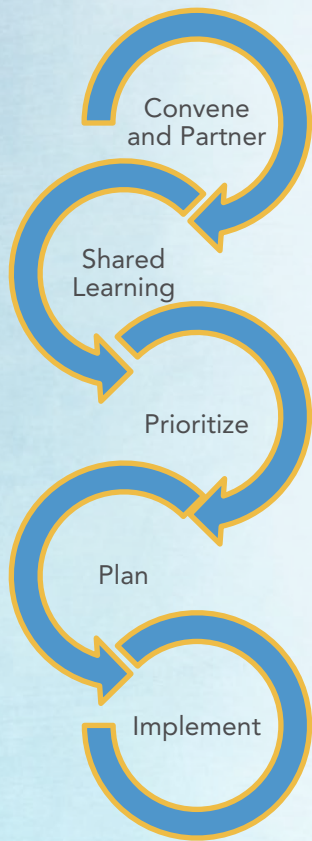 Convene
and Partner
Shared
Learning
Prioritize
Plan
Implement